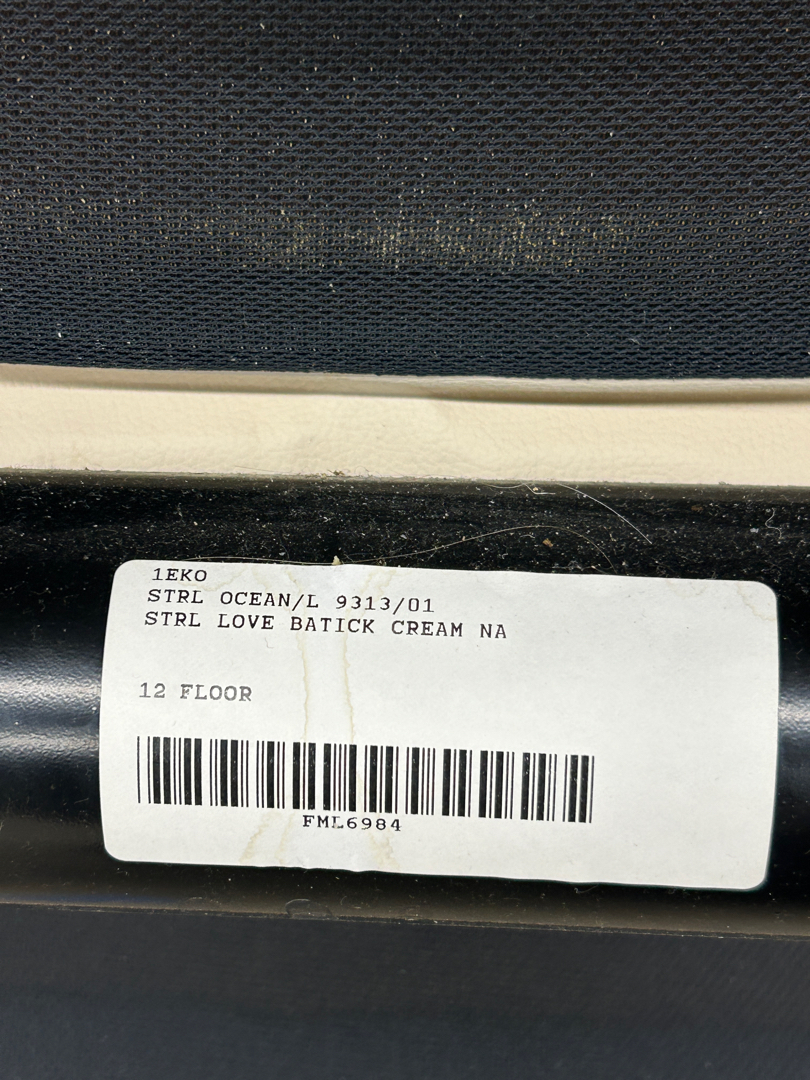 1EKO
STRL OCEAN/L 9313/01
STRL LOVE BATICK CREAM NA
12 FLOOR
FML6984